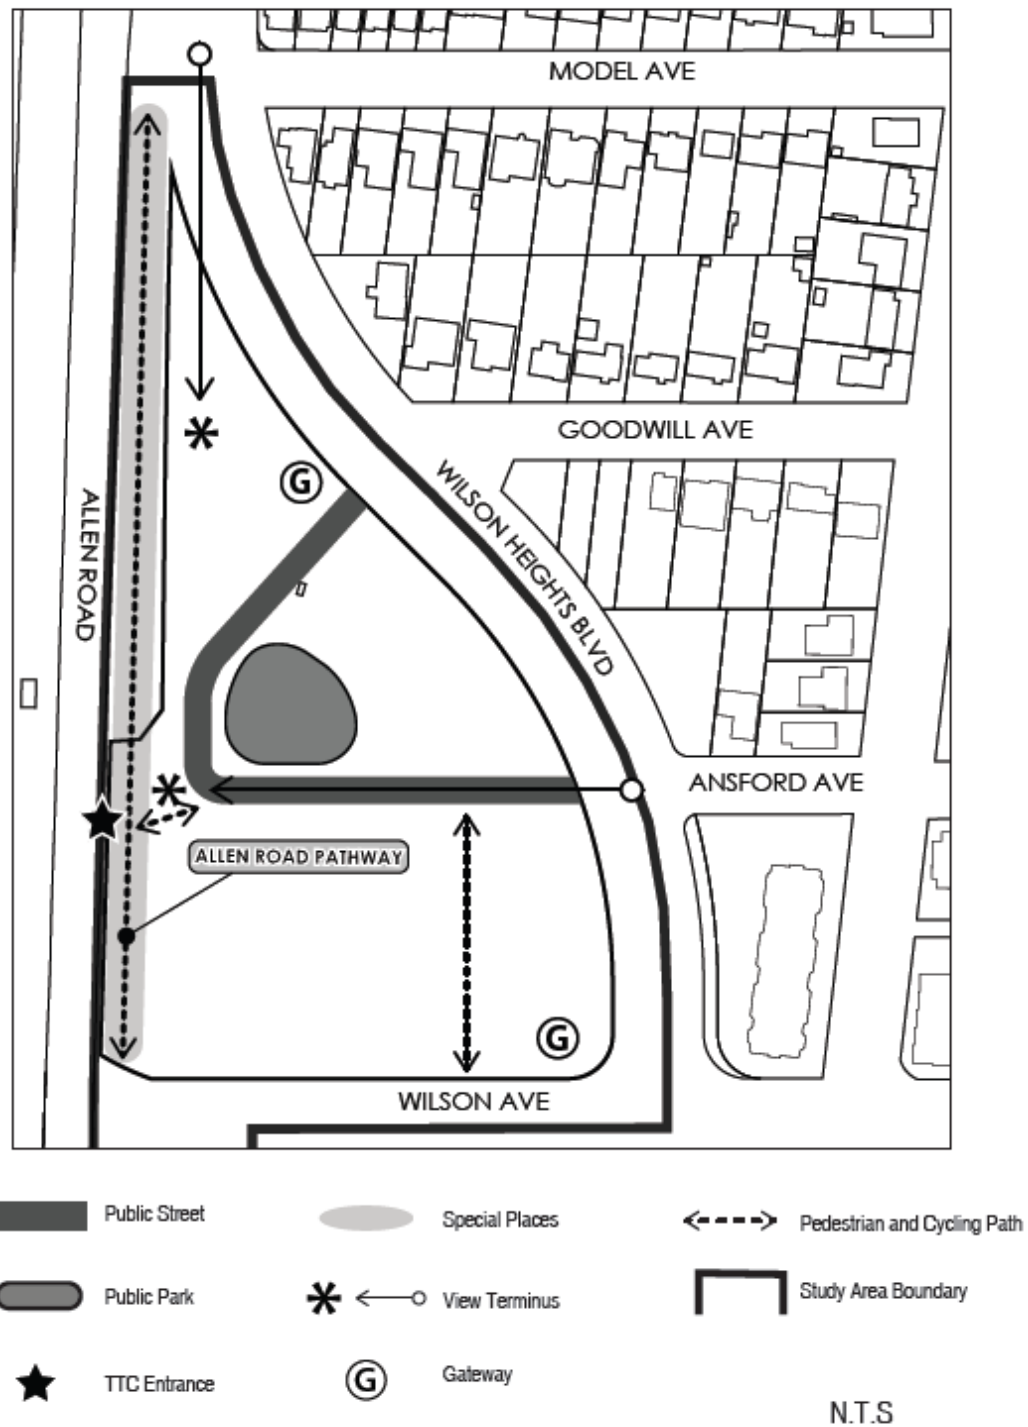 MODEL AVE
GOODWILL AVE
WILSON HEIGHTS BLVD
ALLEN ROAD
G
ANSFORD AVE
ALLEN ROAD PATHWAY
G
WILSON AVE
Public Street
Special Places
Pedestrian and Cycling Path
Public Park
View Terminus
Study Area Boundary
TTC Entrance
G
Gateway
N.T.S